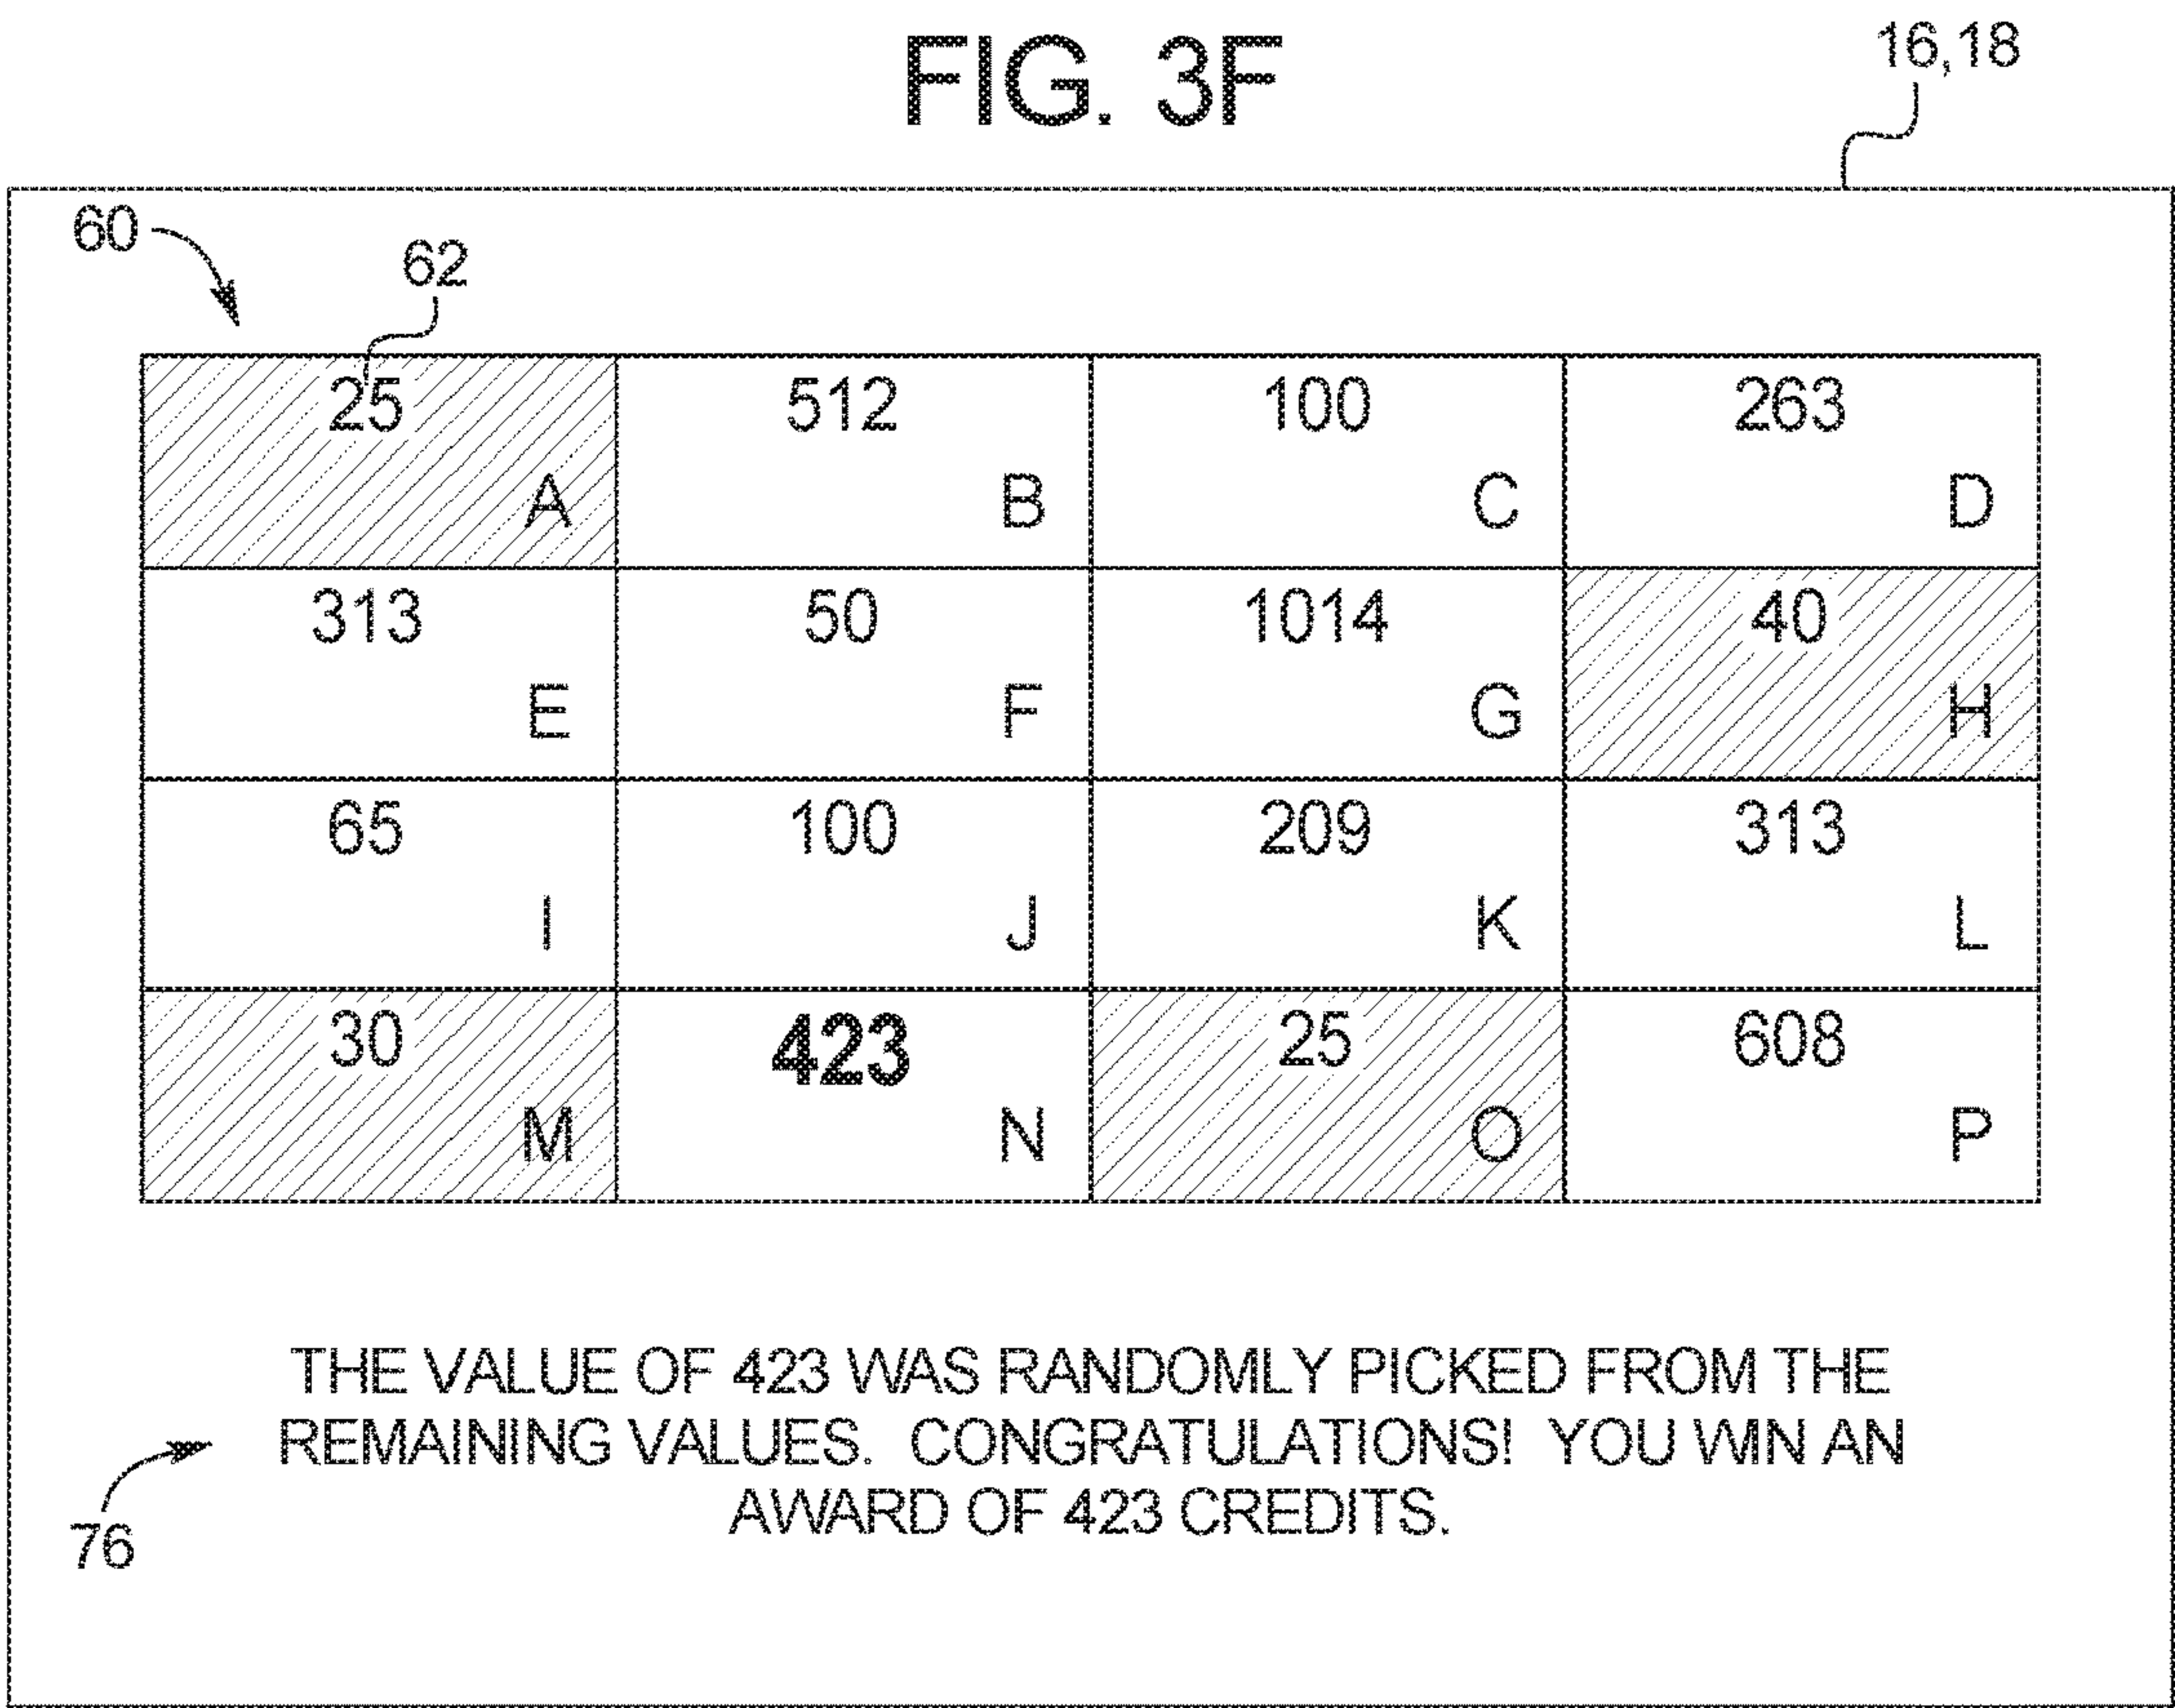 FIG. 3F
16,18
60
62
25 512 100 263
A B C D
313 50 1014 40
E F G H
65 100 209 313
I J K L
30 423 25 608
M N O P
THE VALUE OF 423 WAS RANDOMLY PICKED FROM THE
REMAINING VALUES. CONGRATULATIONS! YOU WIN AN
AWARD OF 423 CREDITS.
76